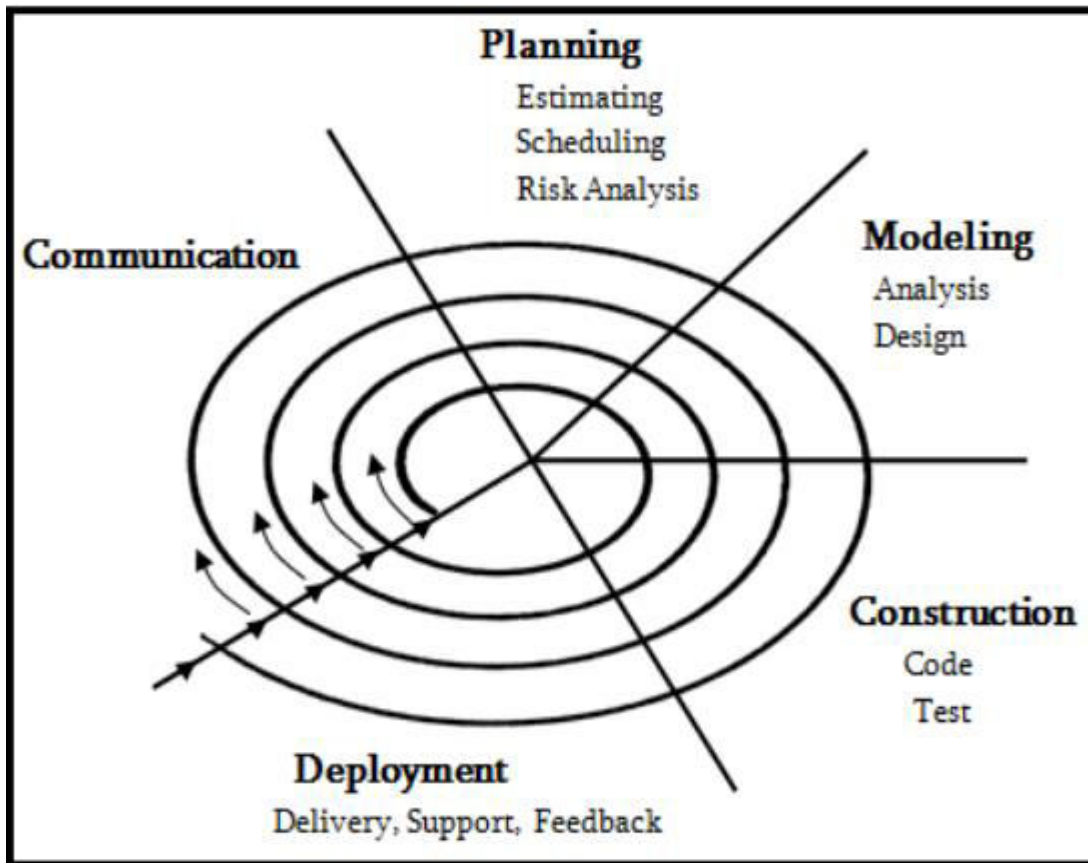 Planning
Estimating
Scheduling
Risk Analysis
Communication
Modeling
Analysis
Design
Construction
Code
Test
Deployment
Delivery, Support, Feedback